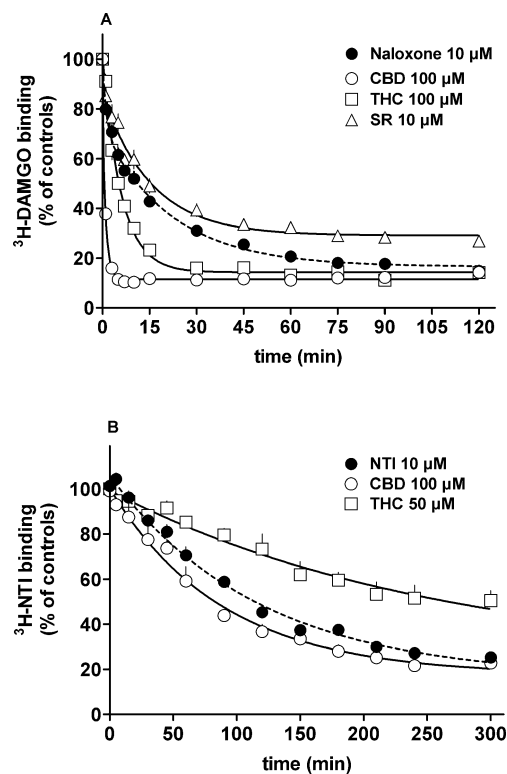 A
Naloxone 10 µM
CBD 100 µM
THC 100 µM
SR 10 µM
³H-DAMGO binding
(% of controls)
100
80
60
40
20
0
0 15 30 45 60 75 90 105 120
time (min)
B
NTI 10 µM
CBD 100 µM
THC 50 µM
³H-NTI binding
(% of controls)
100
80
60
40
20
0
0 50 100 150 200 250 300
time (min)